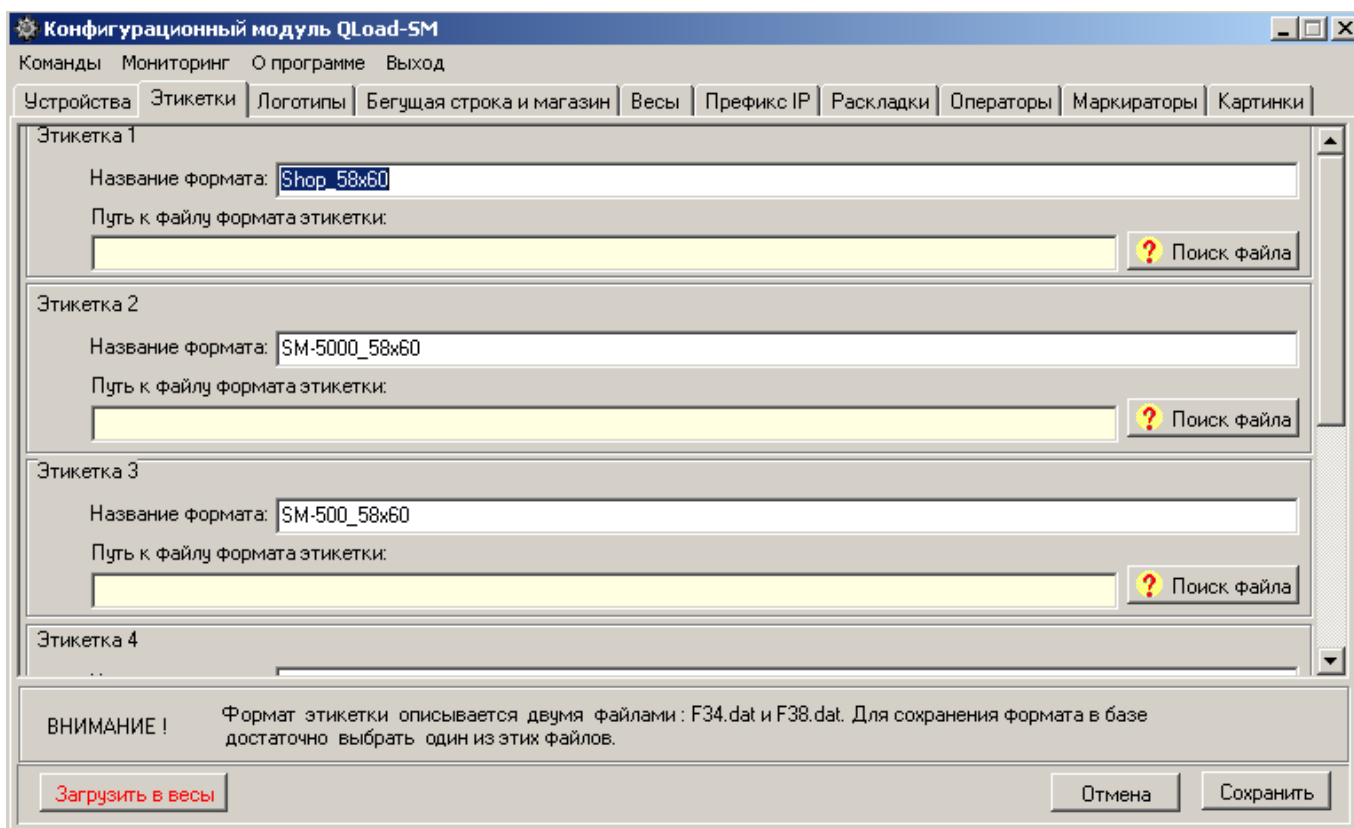 Конфигурационный модуль QLoad-SM
Команды Мониторинг О программе Выход
Устройства Этикетки Логотипы Бегущая строка и магазин Весы Префикс IP Раскладки Операторы Маркираторы Картинки
Этикетка 1
Название формата: Shop_58x60
Путь к файлу формата этикетки:
? Поиск файла
Этикетка 2
Название формата: SM-5000_58x60
Путь к файлу формата этикетки:
? Поиск файла
Этикетка 3
Название формата: SM-500_58x60
Путь к файлу формата этикетки:
? Поиск файла
Этикетка 4
ВНИМАНИЕ ! Формат этикетки описывается двумя файлами : F34.dat и F38.dat. Для сохранения формата в базе
достаточно выбрать один из этих файлов.
Загрузить в весы Отмена Сохранить